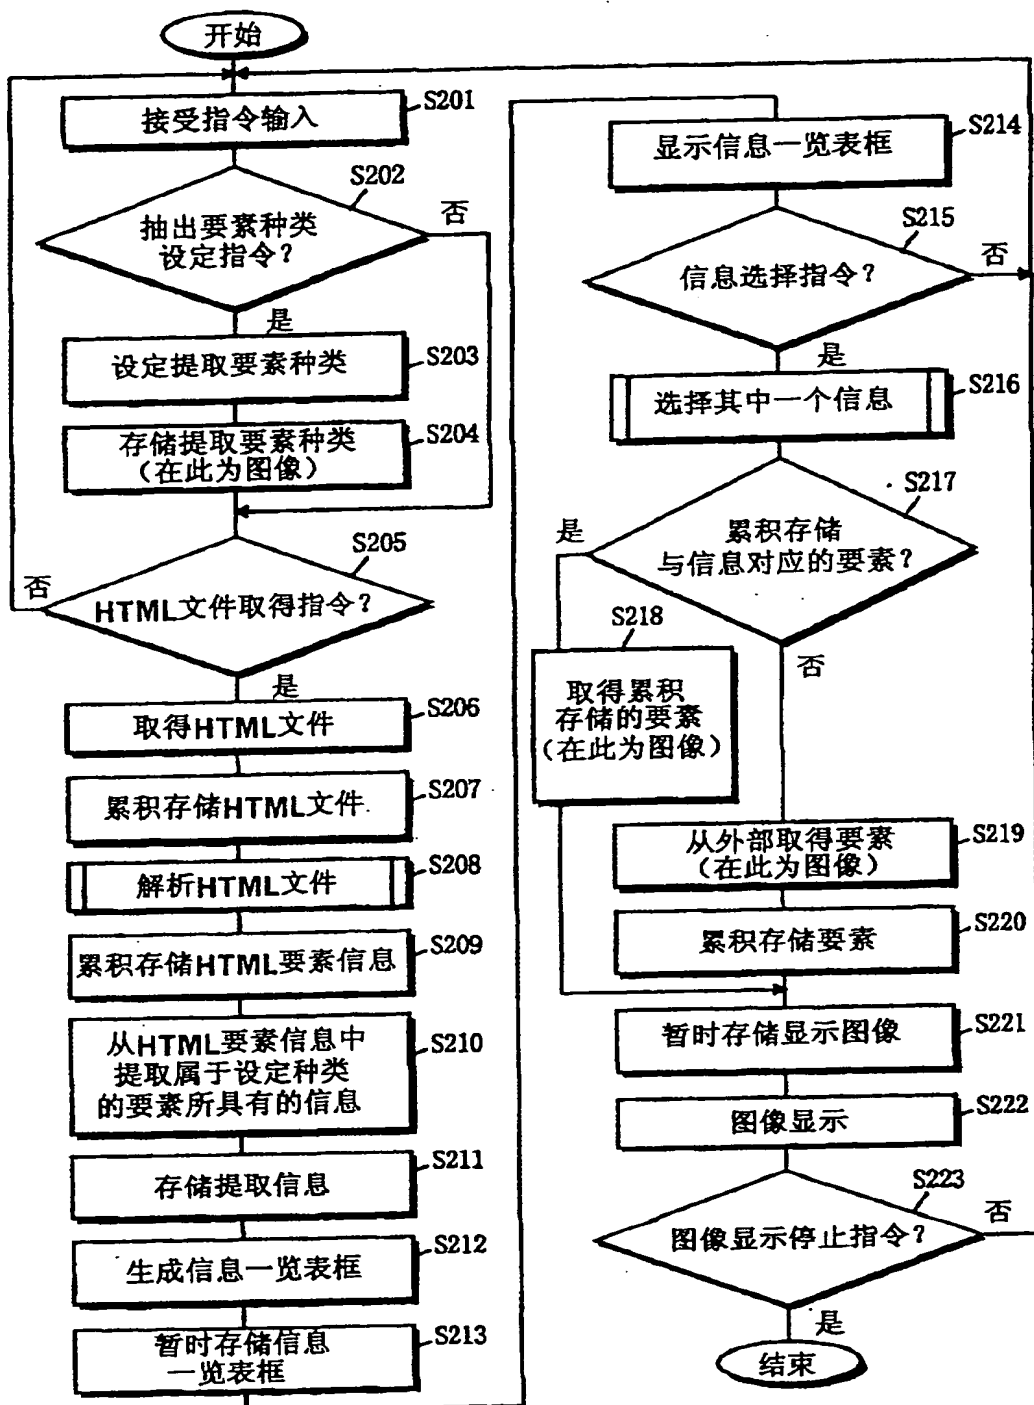 开始
接受指令输入
S201
S202
抽出要素种类
设定指令？
否
是
设定提取要素种类
S203
存储提取要素种类
（在此为图像）
S204
S205
否
HTML文件取得指令？
是
取得HTML文件
S206
累积存储HTML文件
S207
解析HTML文件
S208
累积存储HTML要素信息
S209
从HTML要素信息中
提取属于设定种类
的要素所具有的信息
S210
存储提取信息
S211
生成信息一览表框
S212
暂时存储信息
一览表框
S213
显示信息一览表框
S214
S215
信息选择指令？
否
是
选择其中一个信息
S216
S217
是
累积存储
与信息对应的要素？
否
S218
取得累积
存储的要素
（在此为图像）
从外部取得要素
（在此为图像）
S219
累积存储要素
S220
暂时存储显示图像
S221
图像显示
S222
S223
图像显示停止指令？
否
是
结束